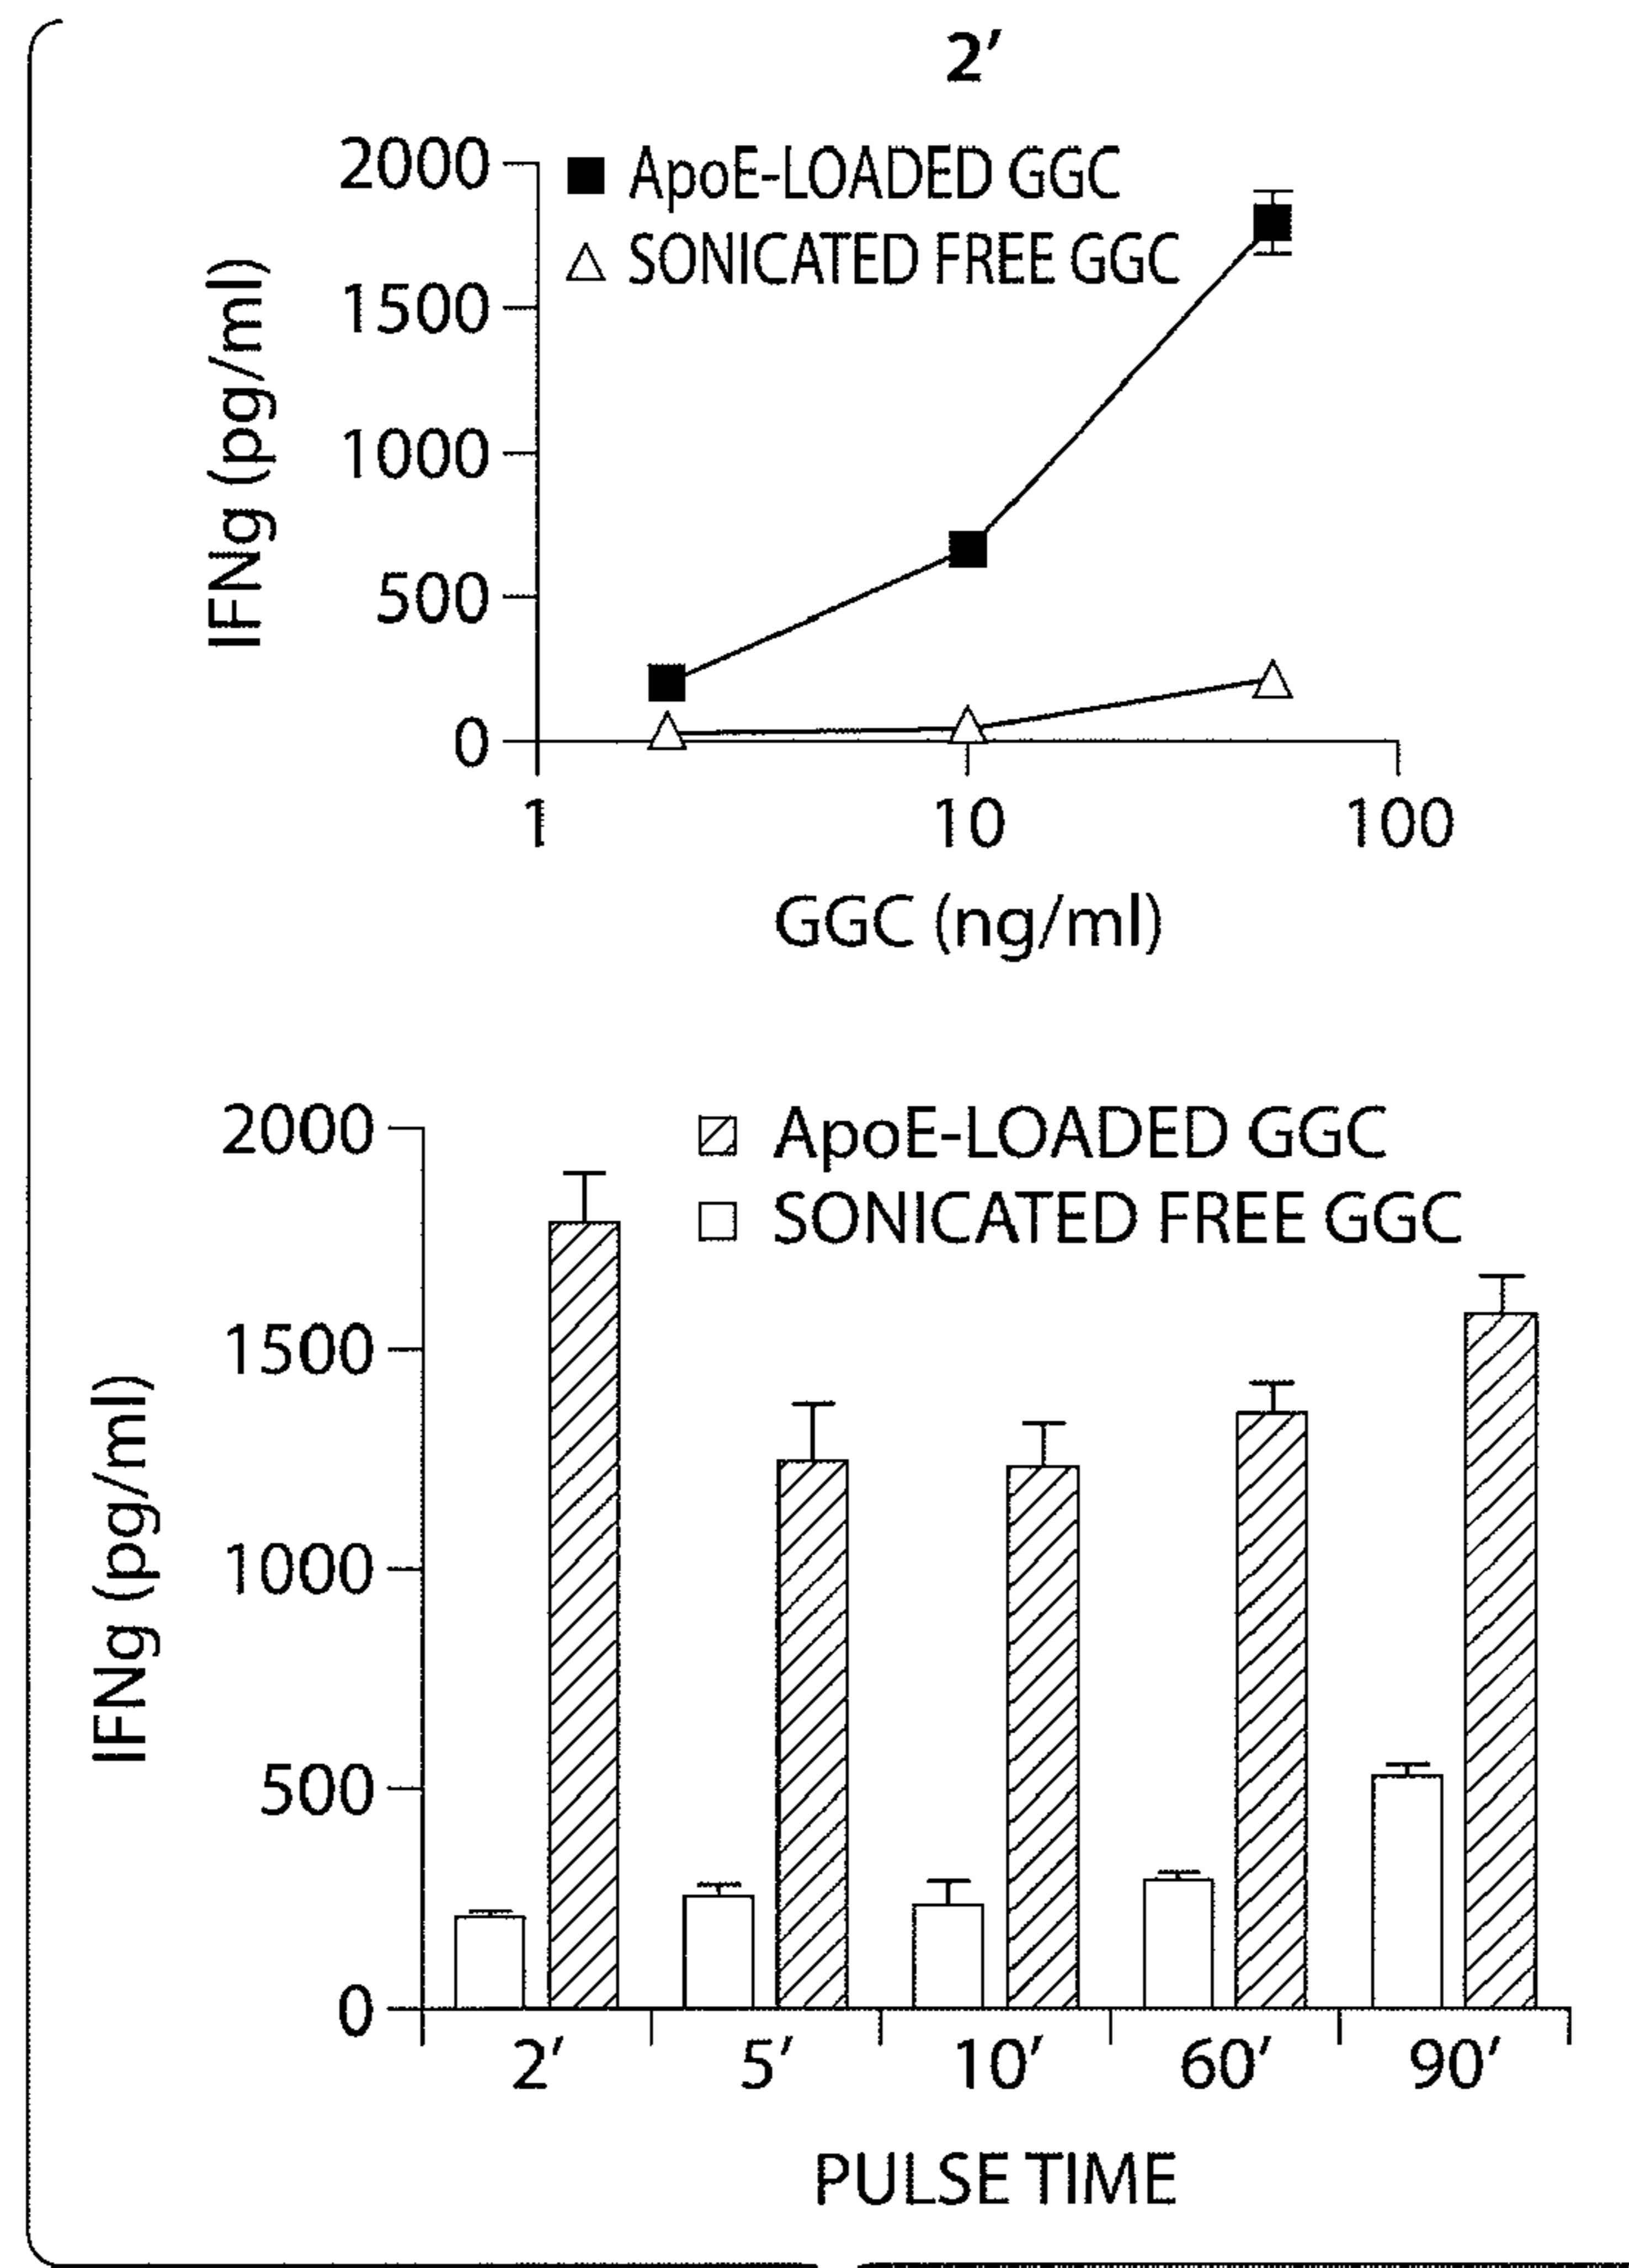 2′
2000
ApoE-LOADED GGC
SONICATED FREE GGC
1500
1000
500
0
IFNg (pg/ml)
1 10 100
GGC (ng/ml)
2000
ApoE-LOADED GGC
SONICATED FREE GGC
1500
1000
500
0
IFNg (pg/ml)
2′ 5′ 10′ 60′ 90′
PULSE TIME